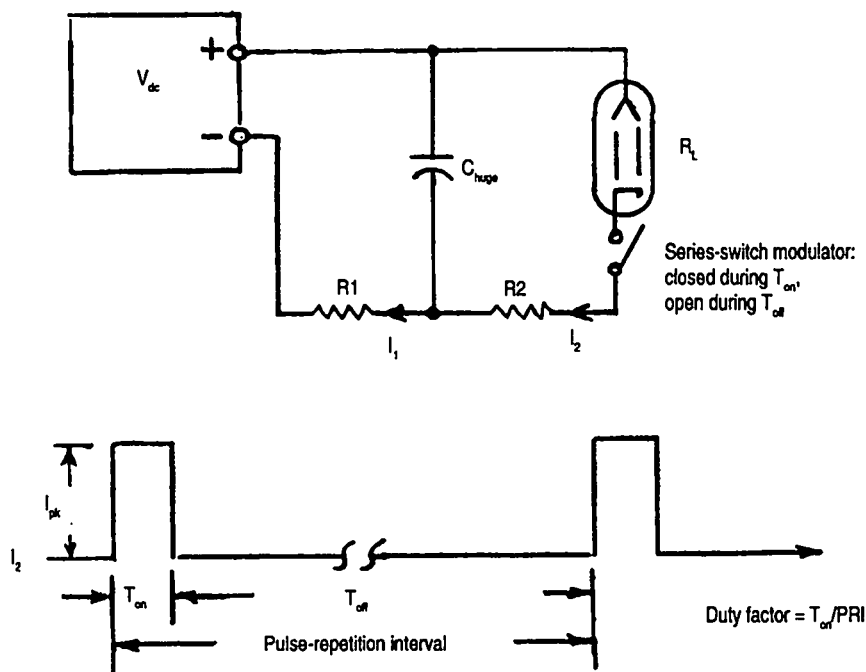 +
V_dc
−
C_huge
R_L
Series-switch modulator:
closed during T_on,
open during T_off
R1
R2
I_1
I_2
I_pk
I_2
T_on
T_off
Duty factor = T_on/PRI
Pulse-repetition interval